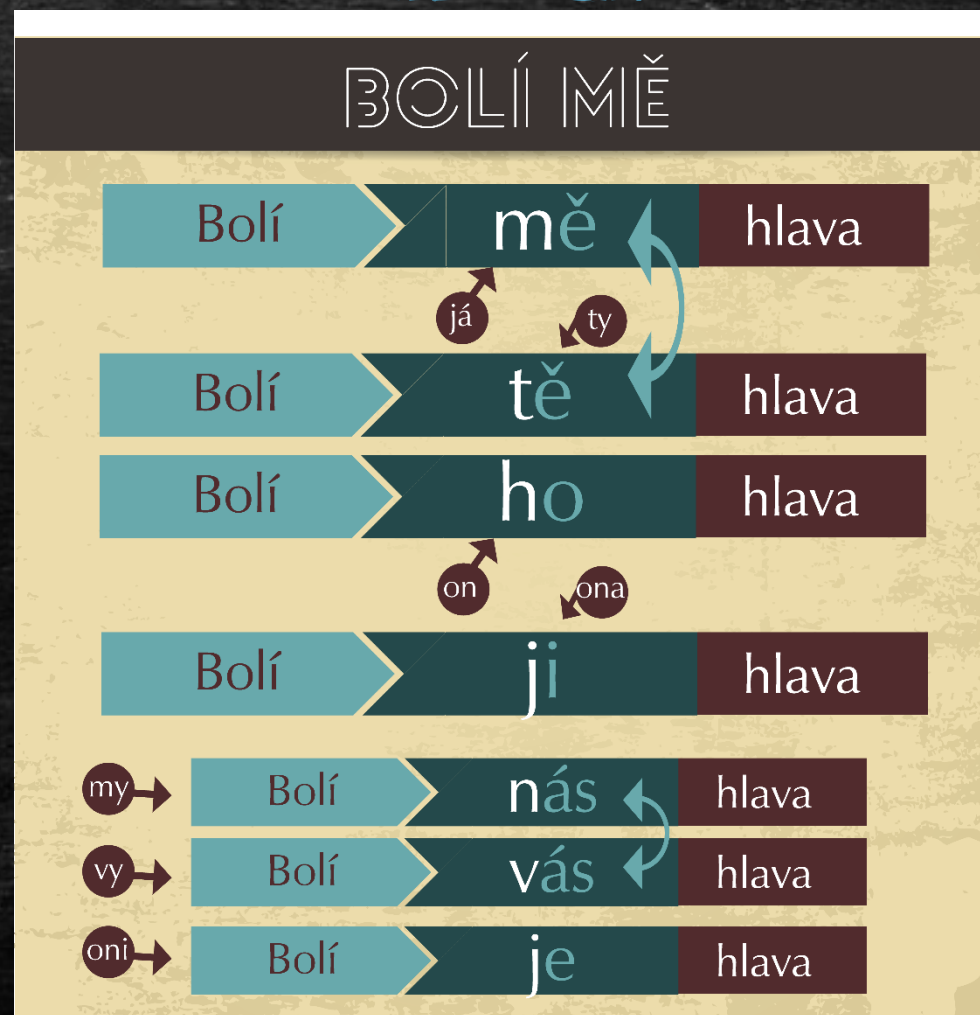 BOLÍ MĚ
Bolí mě hlava
já ty
Bolí tě hlava
Bolí ho hlava
on ona
Bolí ji hlava
my Bolí nás hlava
vy Bolí vás hlava
oni Bolí je hlava